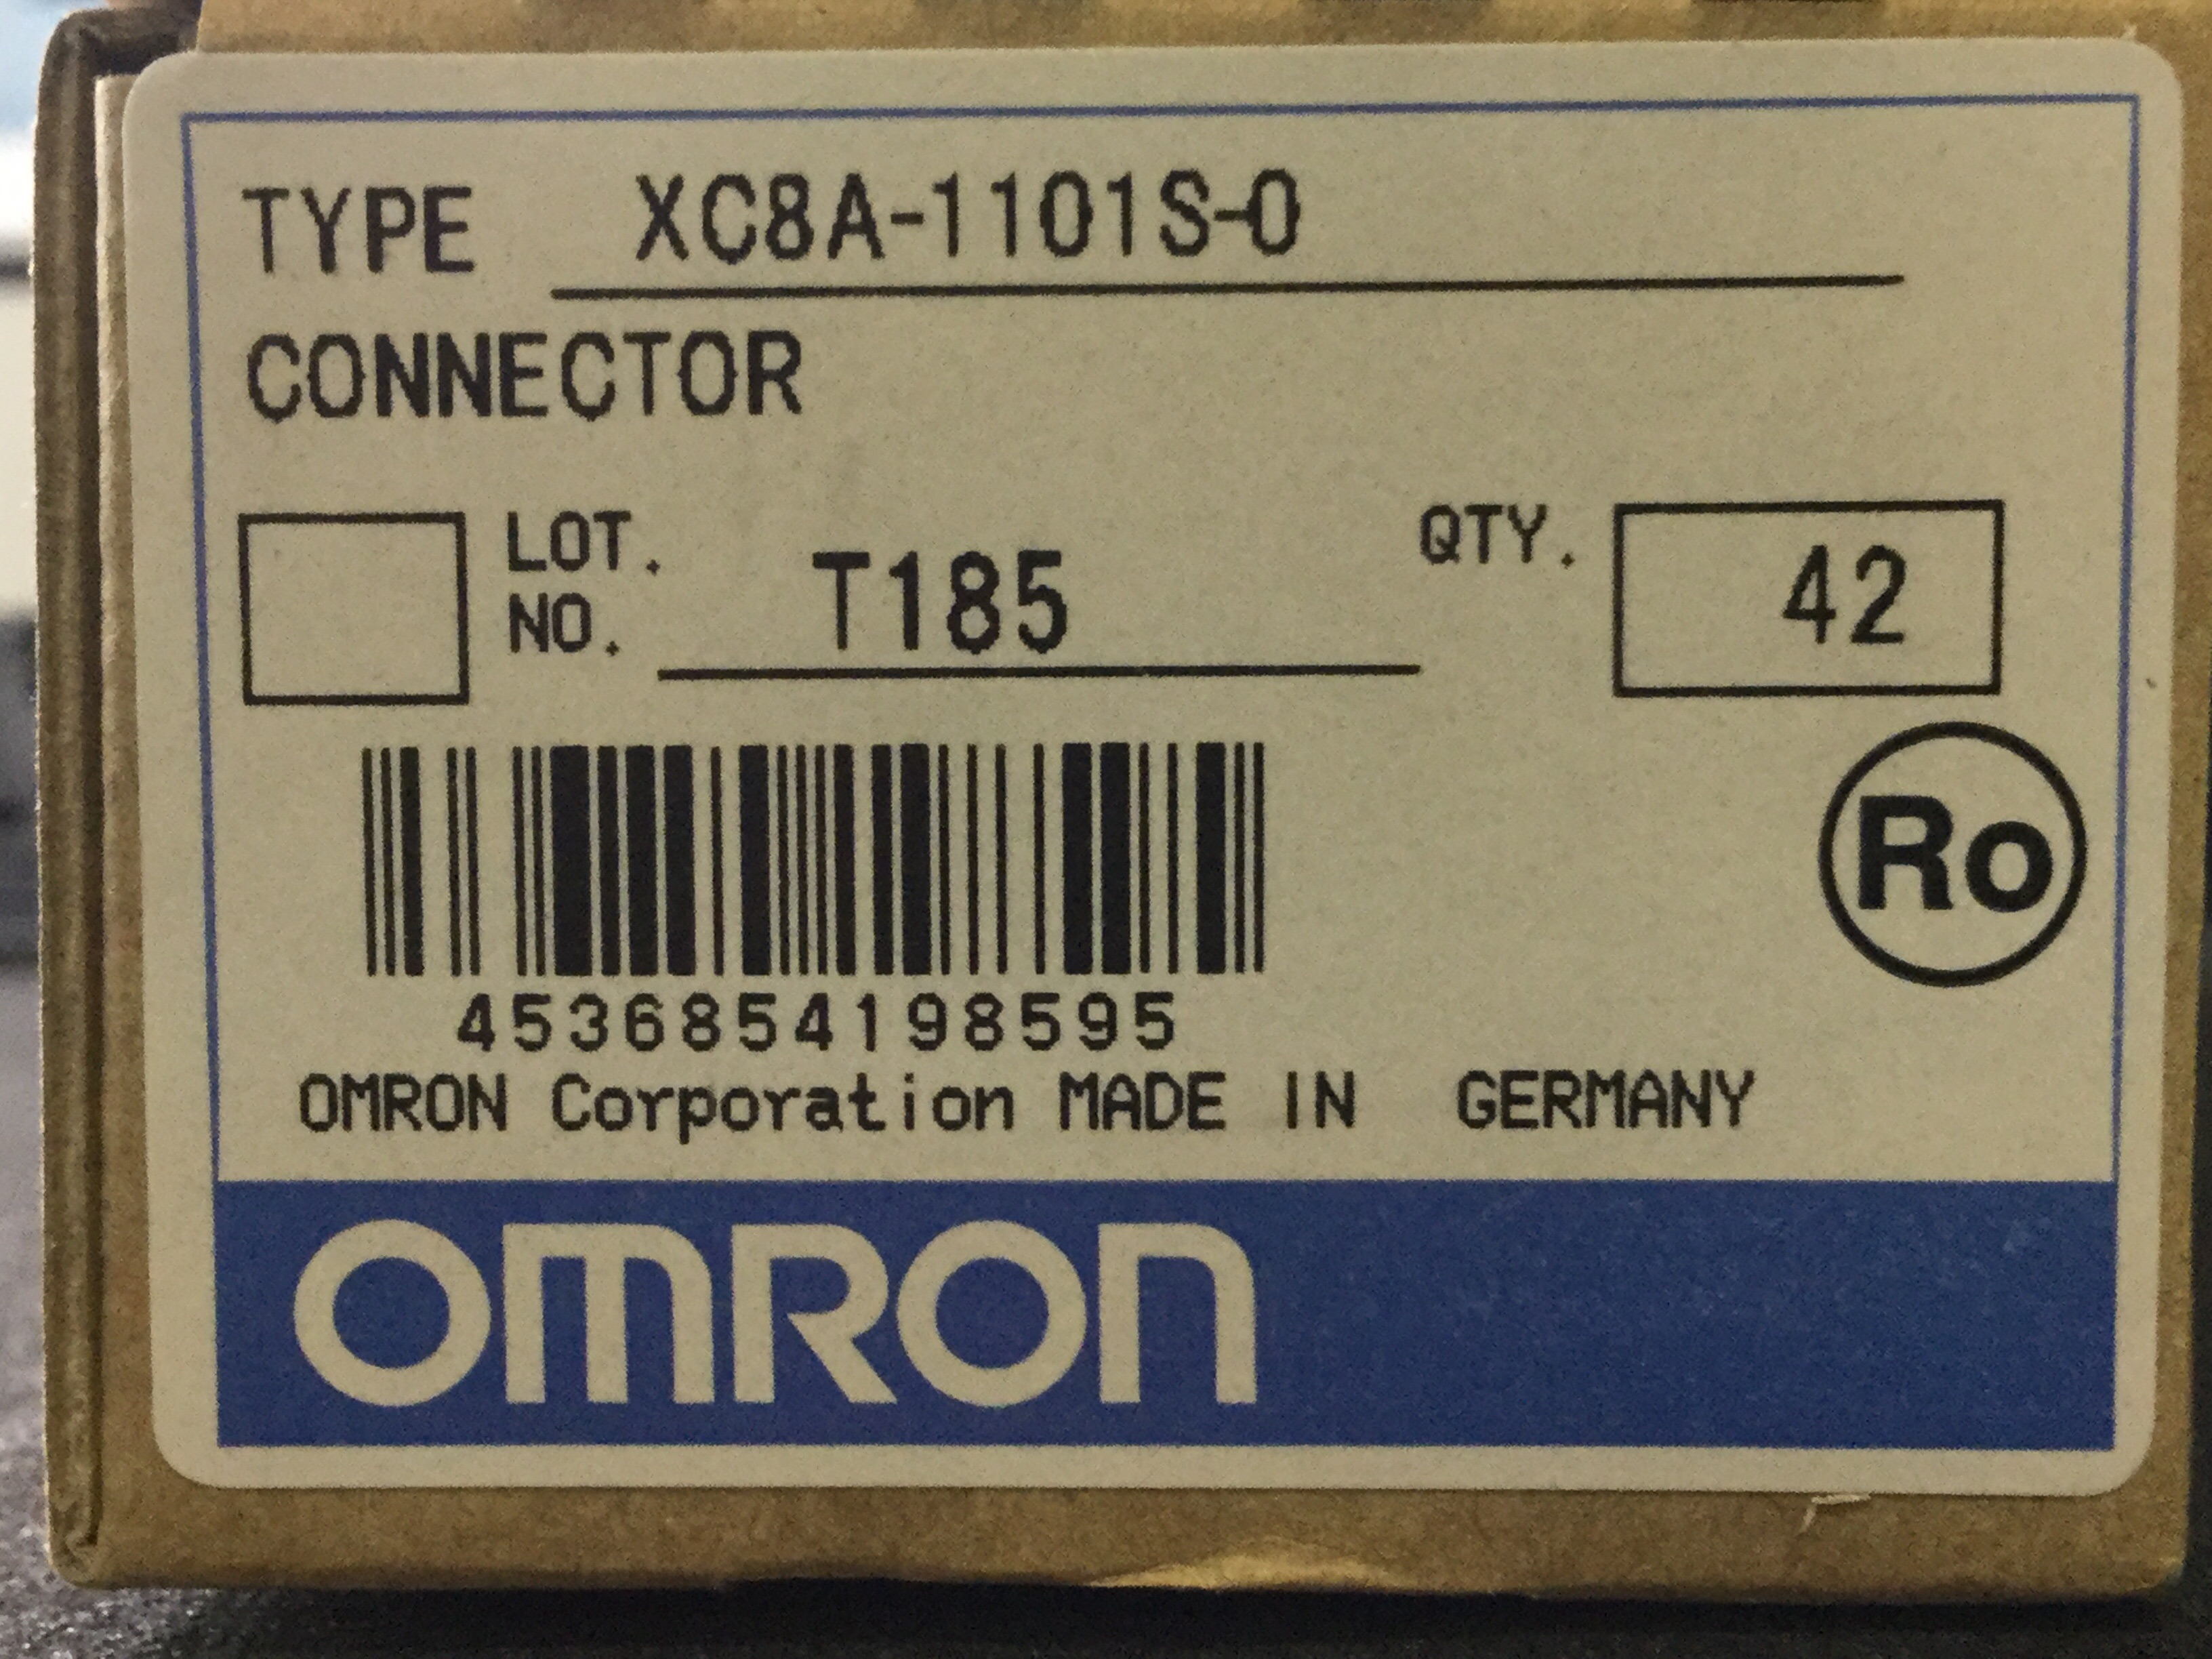 TYPE XC8A-1101S-0
CONNECTOR
LOT. NO. T185 QTY. 42
Ro
4536854198595
OMRON Corporation MADE IN GERMANY
OMRON